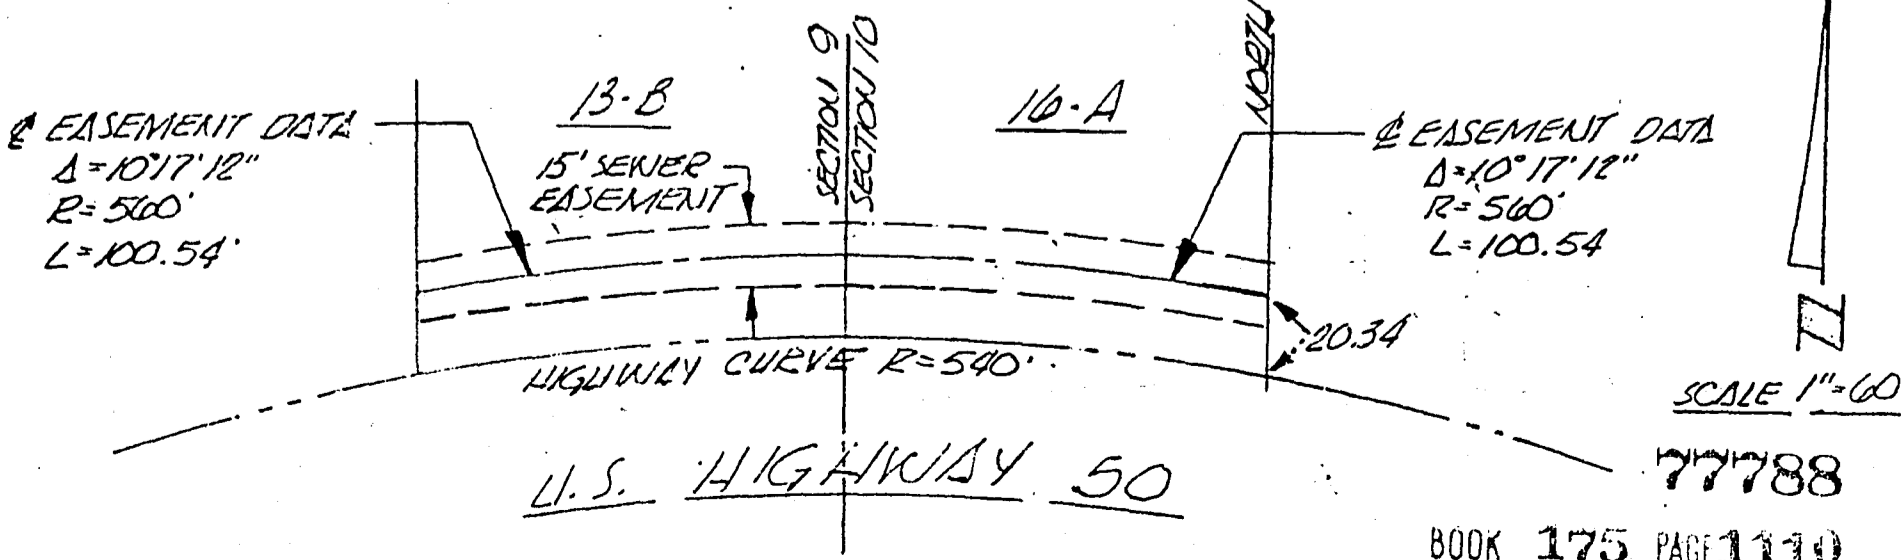 SECTION 9
SECTION 10
NORTH
13-B
16-A
℄ EASEMENT DATA
Δ=10°17'12"
R=560'
L=100.54'
15' SEWER
EASEMENT
℄ EASEMENT DATA
Δ=10°17'12"
R=560'
L=100.54
20.34
HIGHWAY CURVE R=540'
N
SCALE 1"=60
U.S. HIGHWAY 50
77788
BOOK 175 PAGE 1110